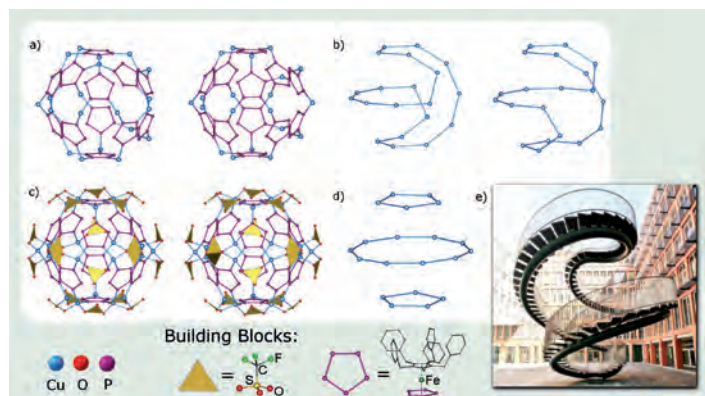 a)
b)
c)
d)
e)
Building Blocks:
Cu O P
= F
C
S
O
=
Fe